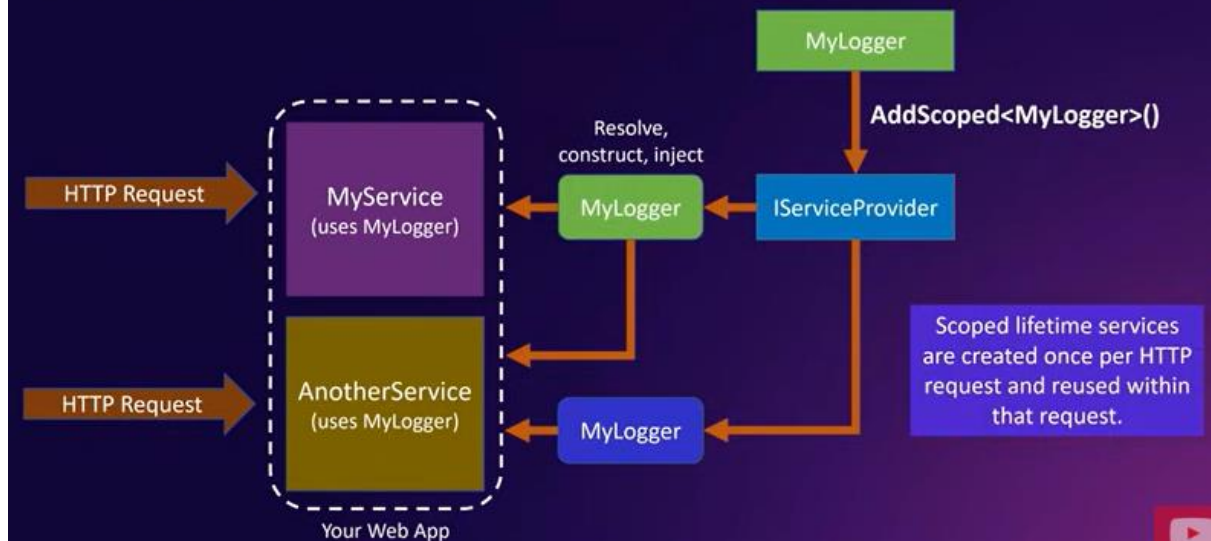 MyLogger
AddScoped<MyLogger>()
Resolve,
construct, inject
HTTP Request
MyService
(uses MyLogger)
MyLogger
IServiceProvider
Scoped lifetime services
are created once per HTTP
request and reused within
that request.
HTTP Request
AnotherService
(uses MyLogger)
MyLogger
Your Web App